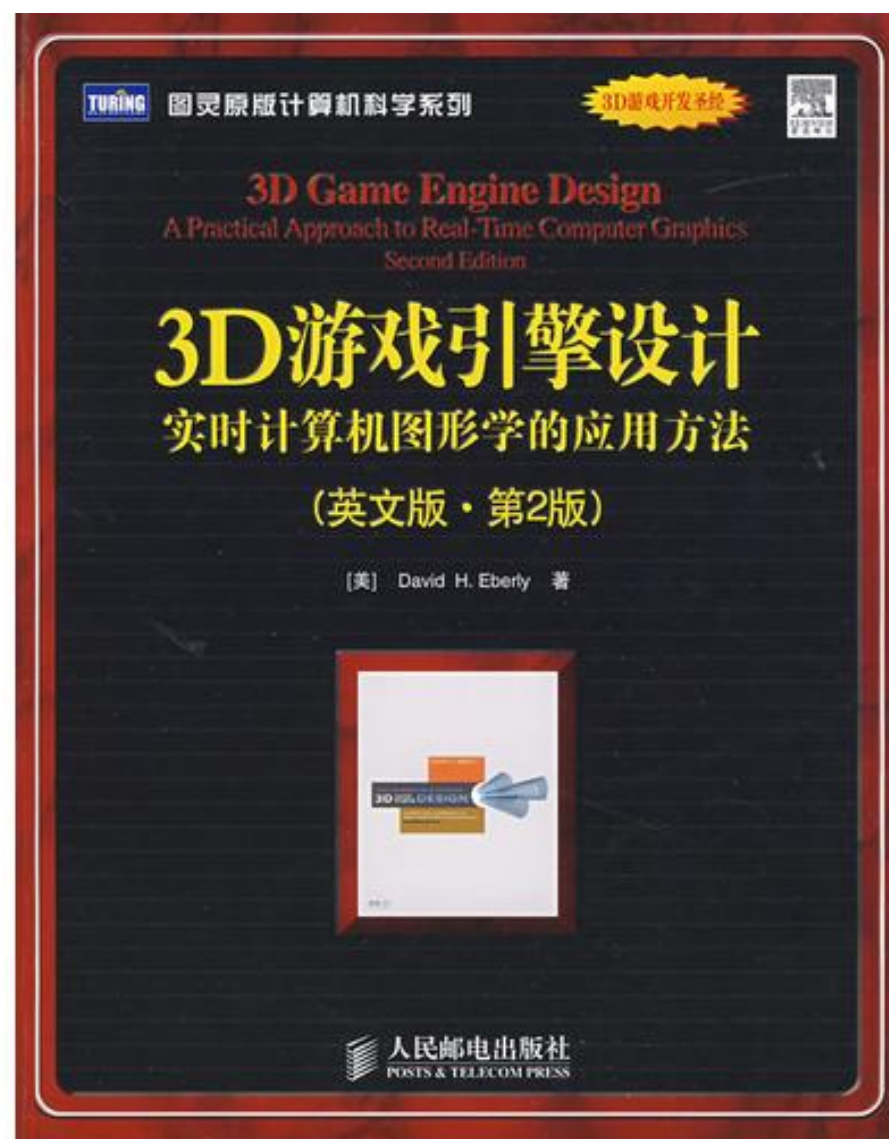 TURING 图灵原版计算机科学系列 3D游戏开发圣经
3D Game Engine Design
A Practical Approach to Real-Time Computer Graphics
Second Edition
3D游戏引擎设计
实时计算机图形学的应用方法
(英文版·第2版)
[美] David H. Eberly 著
3D DESIGN
人民邮电出版社
POSTS & TELECOM PRESS